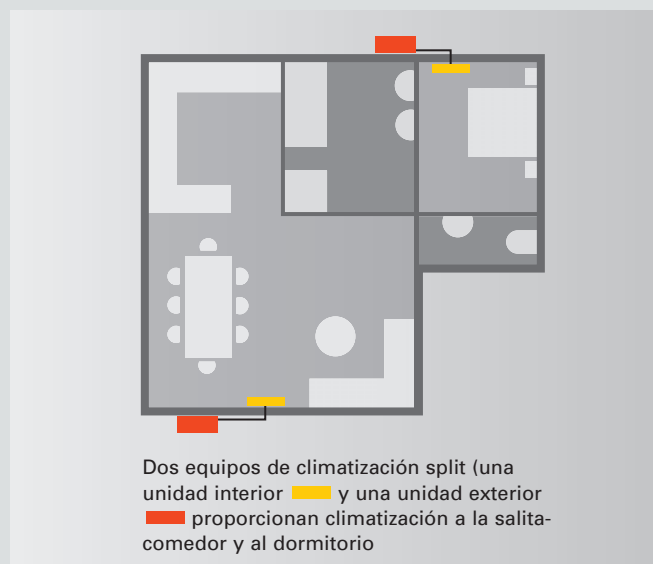 Dos equipos de climatización split (una
unidad interior y una unidad exterior
proporcionan climatización a la salita-
comedor y al dormitorio